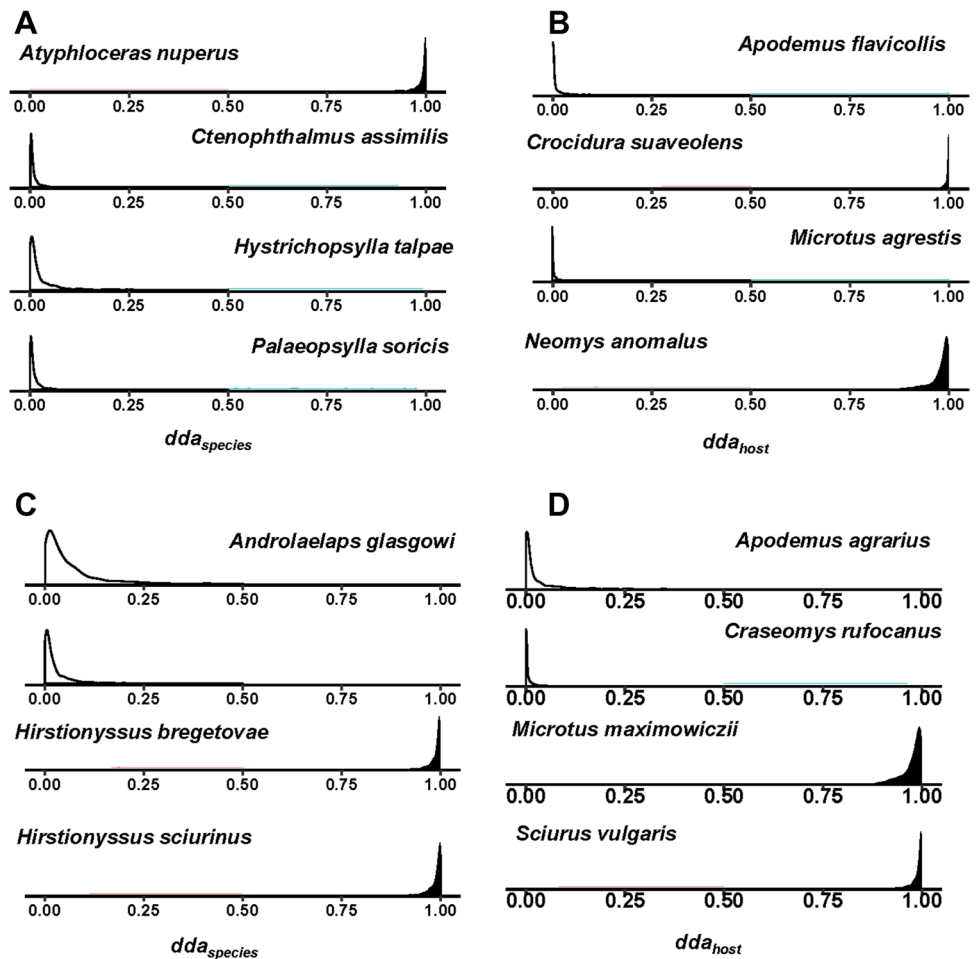 A
Atyphloceras nuperus
0.00 0.25 0.50 0.75 1.00
Ctenophthalmus assimilis
0.00 0.25 0.50 0.75 1.00
Hystrichopsylla talpae
0.00 0.25 0.50 0.75 1.00
Palaeopsylla soricis
0.00 0.25 0.50 0.75 1.00
ddaspecies
B
Apodemus flavicollis
0.00 0.25 0.50 0.75 1.00
Crocidura suaveolens
0.00 0.25 0.50 0.75 1.00
Microtus agrestis
0.00 0.25 0.50 0.75 1.00
Neomys anomalus
0.00 0.25 0.50 0.75 1.00
ddahost
C
Androlaelaps glasgowi
0.00 0.25 0.50 0.75 1.00
0.00 0.25 0.50 0.75 1.00
Hirstionyssus bregetovae
0.00 0.25 0.50 0.75 1.00
Hirstionyssus sciurinus
0.00 0.25 0.50 0.75 1.00
ddaspecies
D
Apodemus agrarius
0.00 0.25 0.50 0.75 1.00
Craseomys rufocanus
0.00 0.25 0.50 0.75 1.00
Microtus maximowiczii
0.00 0.25 0.50 0.75 1.00
Sciurus vulgaris
0.00 0.25 0.50 0.75 1.00
ddahost